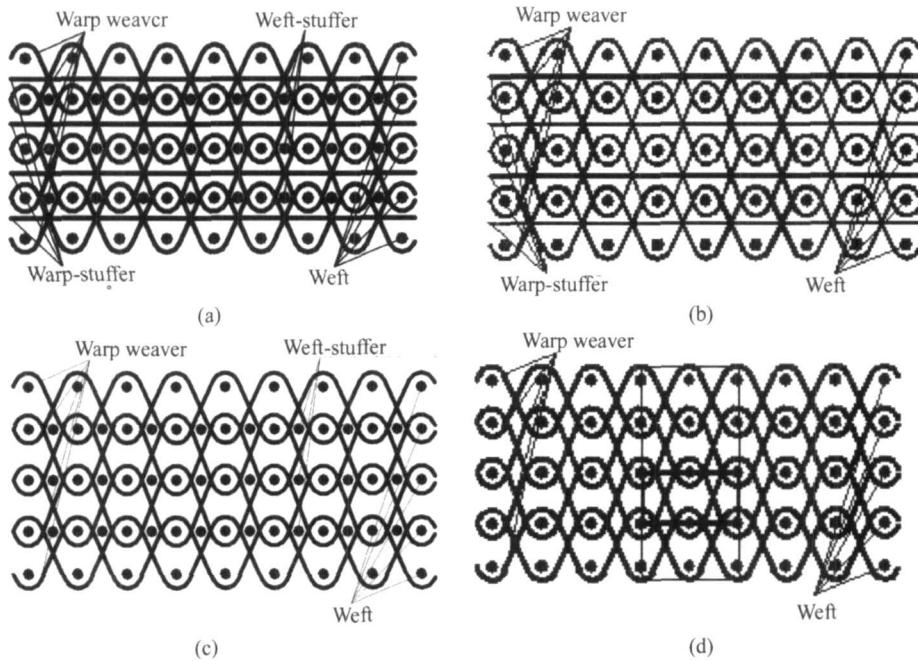 Warp weavcr
Weft-stuffer
Warp-stuffer
Weft
(a)
Warp weaver
Warp-stuffer
Weft
(b)
Warp weaver
Weft-stuffer
Weft
(c)
Warp weaver
Weft
(d)